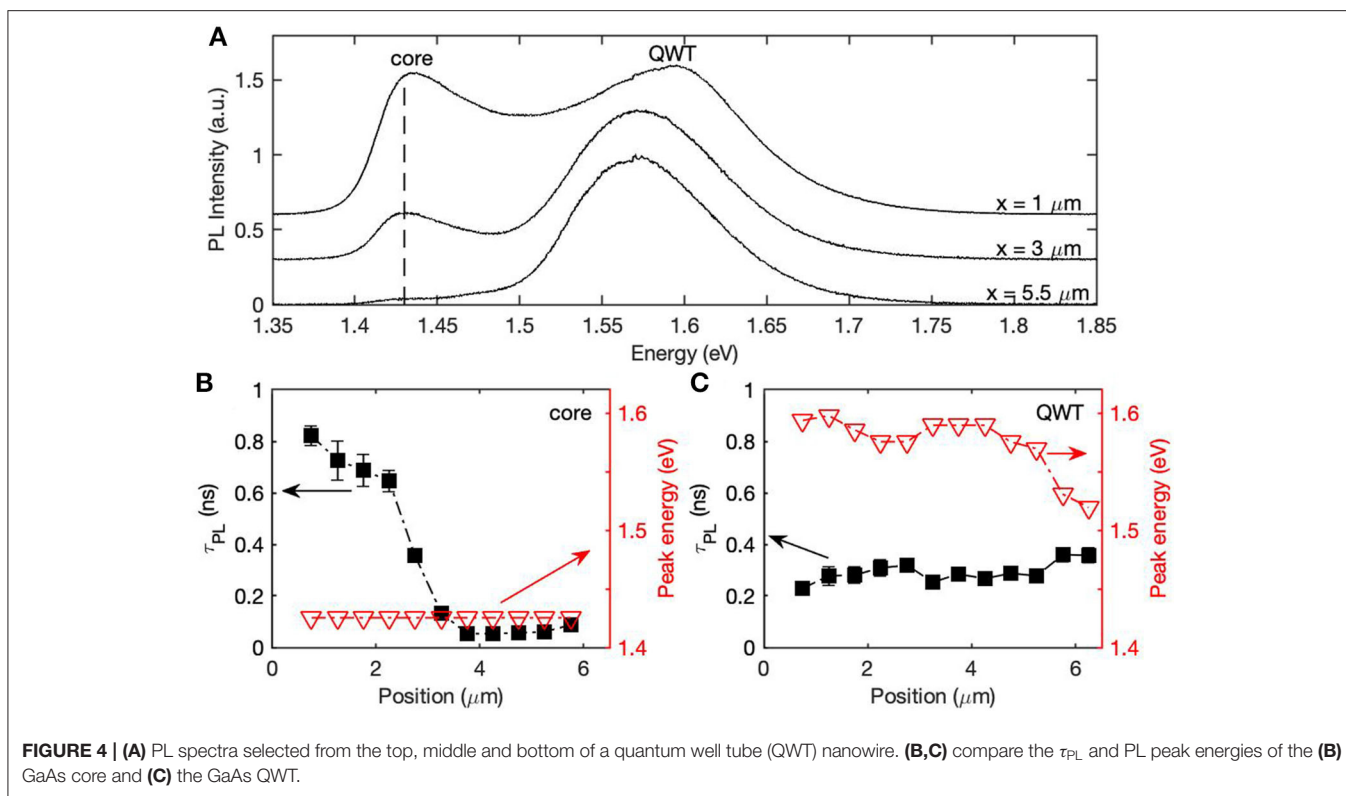 A
core
QWT
PL Intensity (a.u.)
1.5
1
0.5
0
x = 1 μm
x = 3 μm
x = 5.5 μm
1.35 1.4 1.45 1.5 1.55 1.6 1.65 1.7 1.75 1.8 1.85
Energy (eV)
B
core
τPL (ns)
1
0.8
0.6
0.4
0.2
0
1.6
1.5
1.4
Peak energy (eV)
0 2 4 6
Position (μm)
C
QWT
τPL (ns)
1
0.8
0.6
0.4
0.2
0
1.6
1.5
1.4
Peak energy (eV)
0 2 4 6
Position (μm)
FIGURE 4 | (A) PL spectra selected from the top, middle and bottom of a quantum well tube (QWT) nanowire. (B,C) compare the τPL and PL peak energies of the (B)
GaAs core and (C) the GaAs QWT.